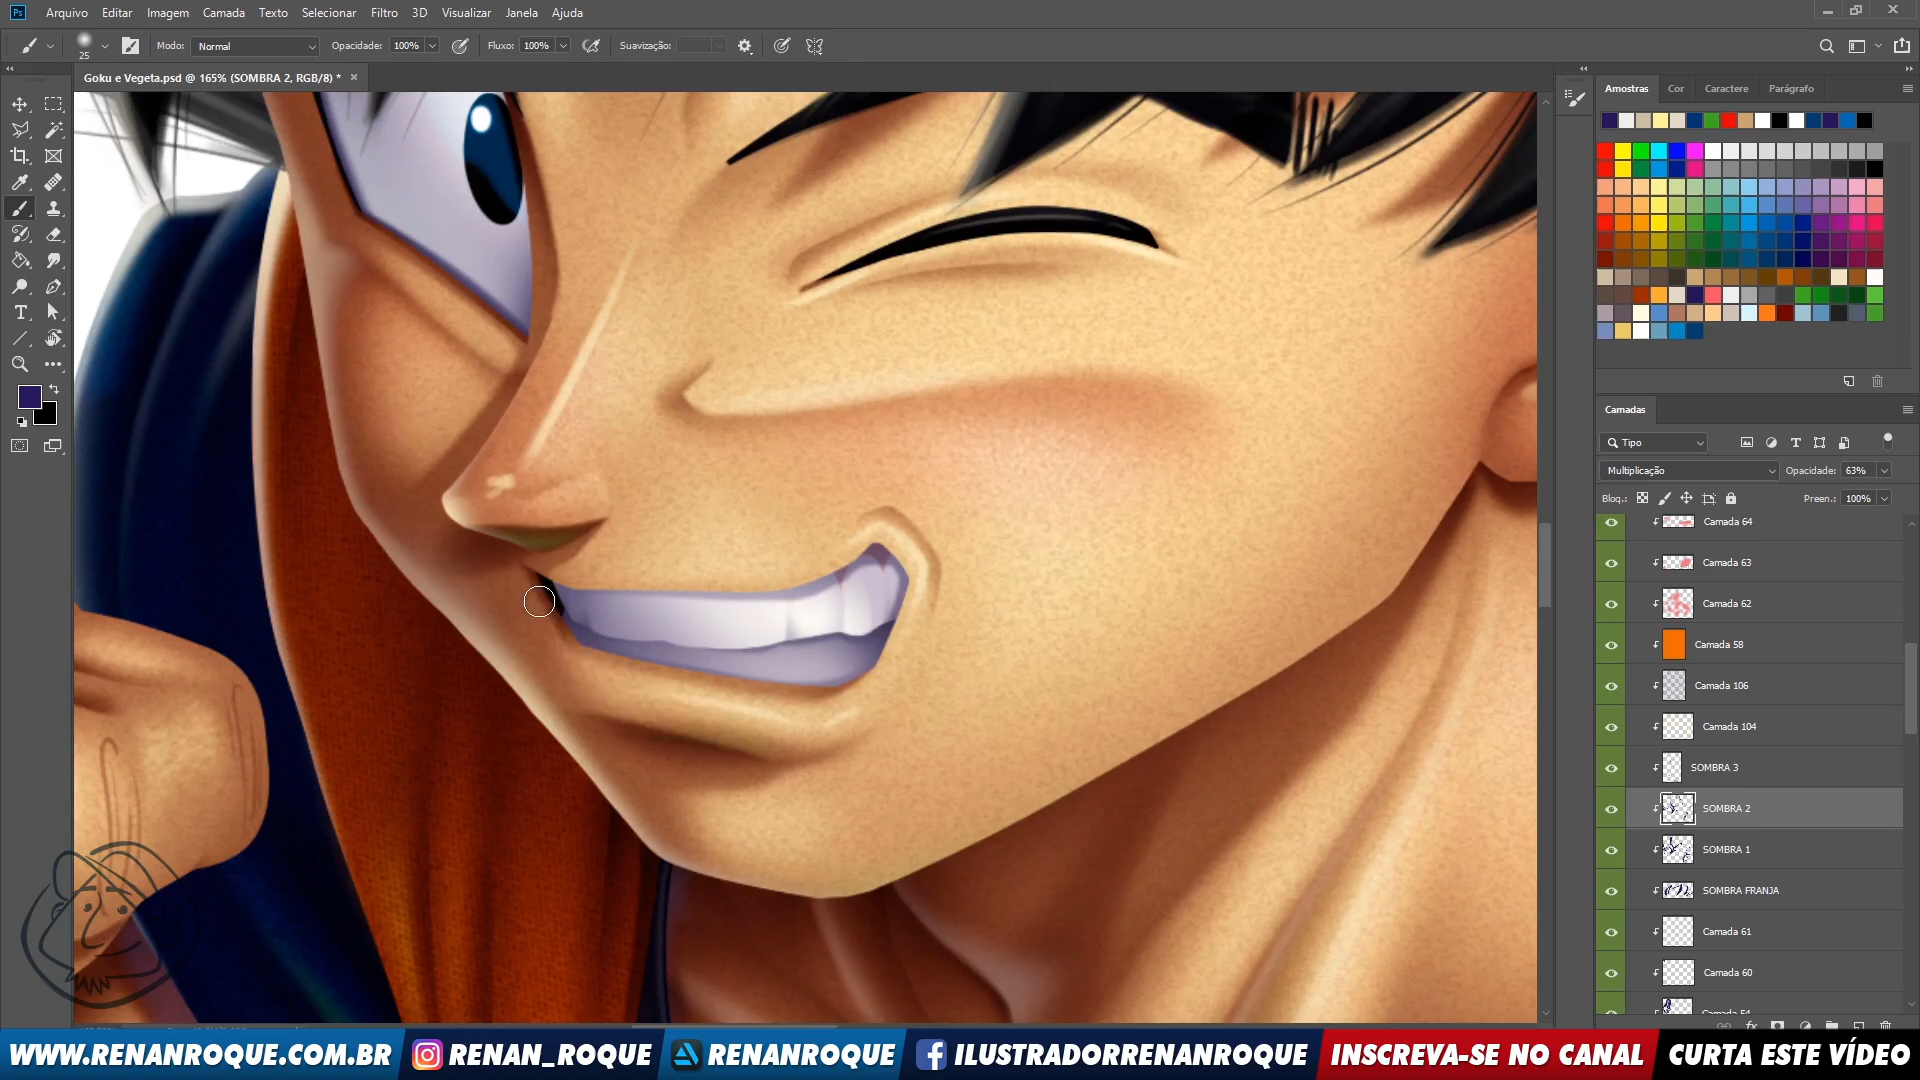 Ps Arquivo Editar Imagem Camada Texto Selecionar Filtro 3D Visualizar Janela Ajuda
25 Modo: Normal Opacidade: 100% Fluxo: 100% Suavização:
Goku e Vegeta.psd @ 165% (SOMBRA 2, RGB/8) * ×
Amostras Cor Caractere Parágrafo
Camadas
Tipo
Multiplicação Opacidade: 63%
Bloq.: Preen.: 100%
Camada 64
Camada 63
Camada 62
Camada 58
Camada 106
Camada 104
SOMBRA 3
SOMBRA 2
SOMBRA 1
SOMBRA FRANJA
Camada 61
Camada 60
WWW.RENANROQUE.COM.BR RENAN_ROQUE RENANROQUE ILUSTRADORRENANROQUE INSCREVA-SE NO CANAL CURTA ESTE VÍDEO